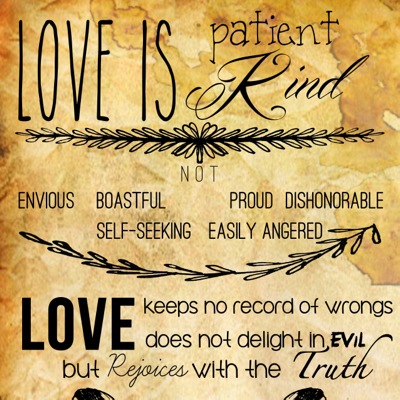 LOVE IS patient
Kind
NOT
ENVIOUS BOASTFUL PROUD DISHONORABLE
SELF-SEEKING EASILY ANGERED
LOVE keeps no record of wrongs
does not delight in EVIL
but Rejoices with the Truth